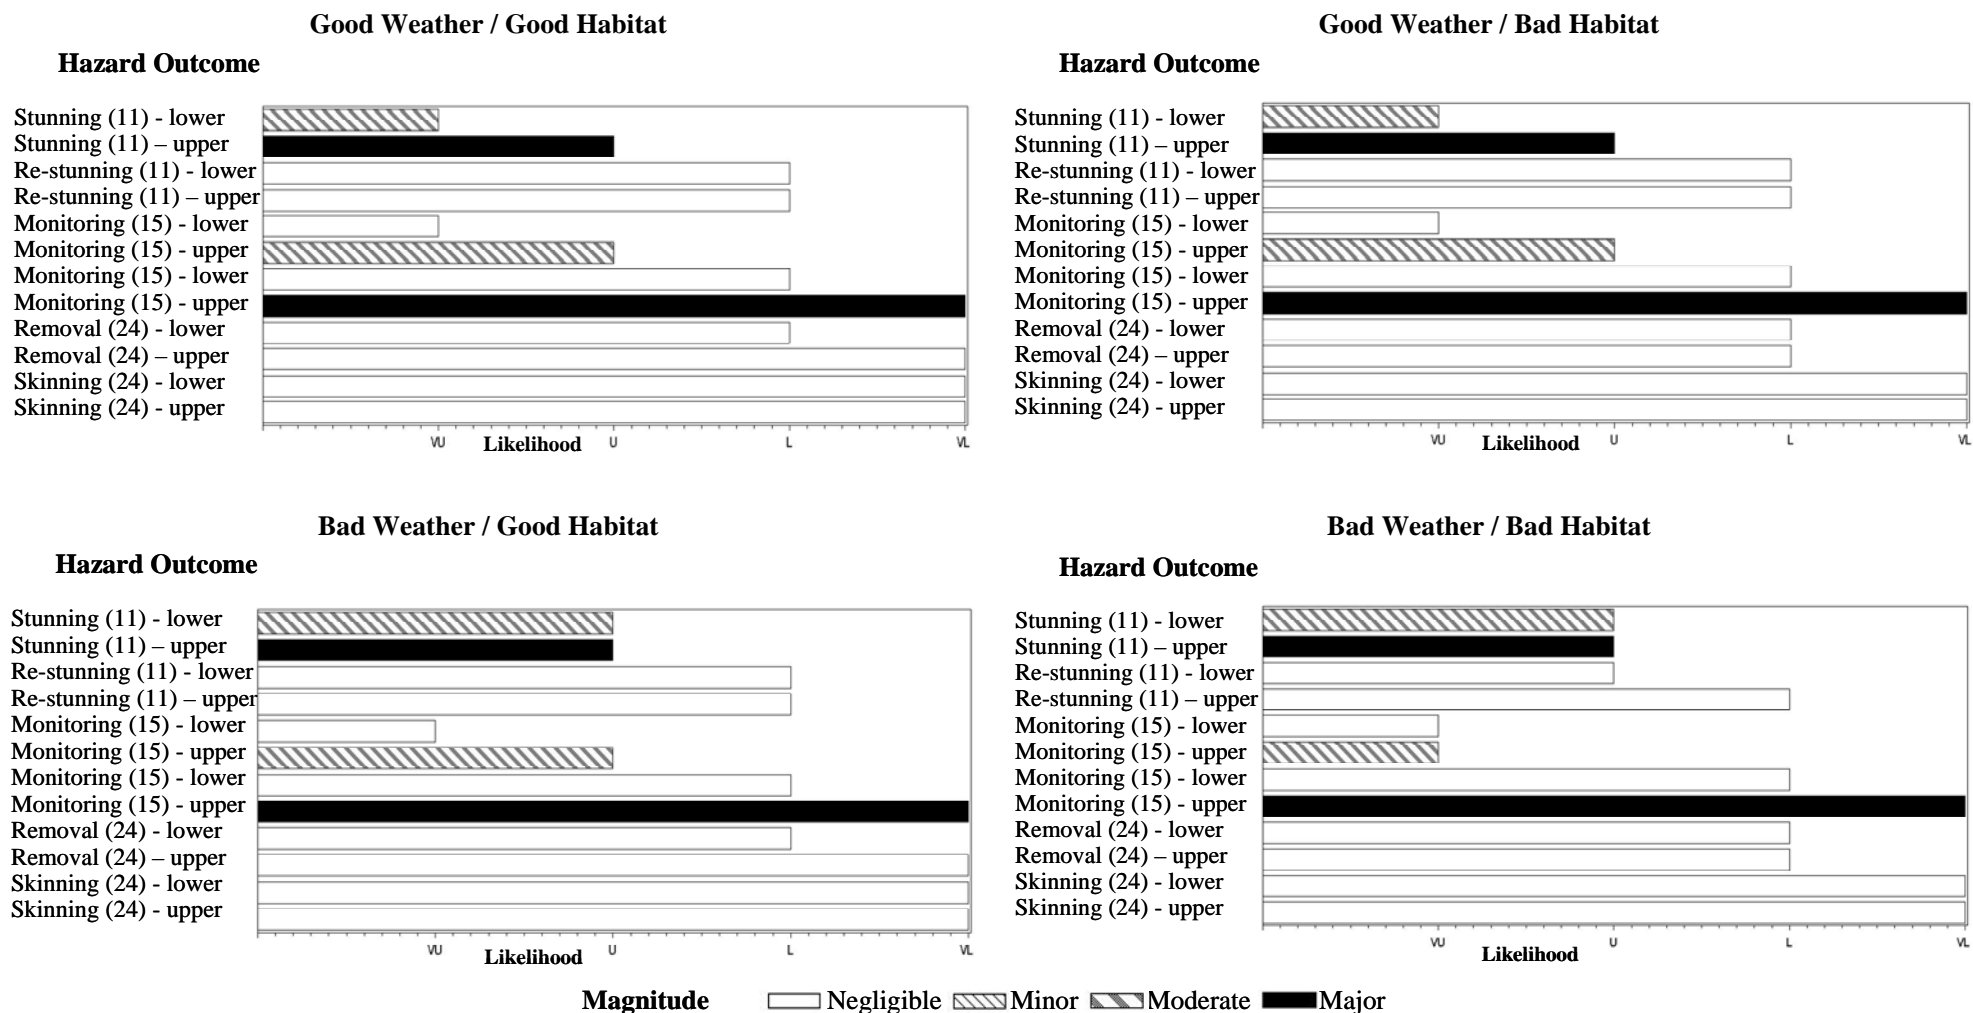 Good Weather / Good Habitat
Hazard Outcome
Stunning (11) - lower
Stunning (11) – upper
Re-stunning (11) - lower
Re-stunning (11) – upper
Monitoring (15) - lower
Monitoring (15) - upper
Monitoring (15) - lower
Monitoring (15) - upper
Removal (24) - lower
Removal (24) – upper
Skinning (24) - lower
Skinning (24) - upper
VU Likelihood U L VL
Good Weather / Bad Habitat
Hazard Outcome
Stunning (11) - lower
Stunning (11) – upper
Re-stunning (11) - lower
Re-stunning (11) – upper
Monitoring (15) - lower
Monitoring (15) - upper
Monitoring (15) - lower
Monitoring (15) - upper
Removal (24) - lower
Removal (24) – upper
Skinning (24) - lower
Skinning (24) - upper
VU Likelihood U L VL
Bad Weather / Good Habitat
Hazard Outcome
Stunning (11) - lower
Stunning (11) – upper
Re-stunning (11) - lower
Re-stunning (11) – upper
Monitoring (15) - lower
Monitoring (15) - upper
Monitoring (15) - lower
Monitoring (15) - upper
Removal (24) - lower
Removal (24) – upper
Skinning (24) - lower
Skinning (24) - upper
VU Likelihood U L VL
Bad Weather / Bad Habitat
Hazard Outcome
Stunning (11) - lower
Stunning (11) – upper
Re-stunning (11) - lower
Re-stunning (11) – upper
Monitoring (15) - lower
Monitoring (15) - upper
Monitoring (15) - lower
Monitoring (15) - upper
Removal (24) - lower
Removal (24) – upper
Skinning (24) - lower
Skinning (24) - upper
VU Likelihood U L VL
Magnitude Negligible Minor Moderate Major